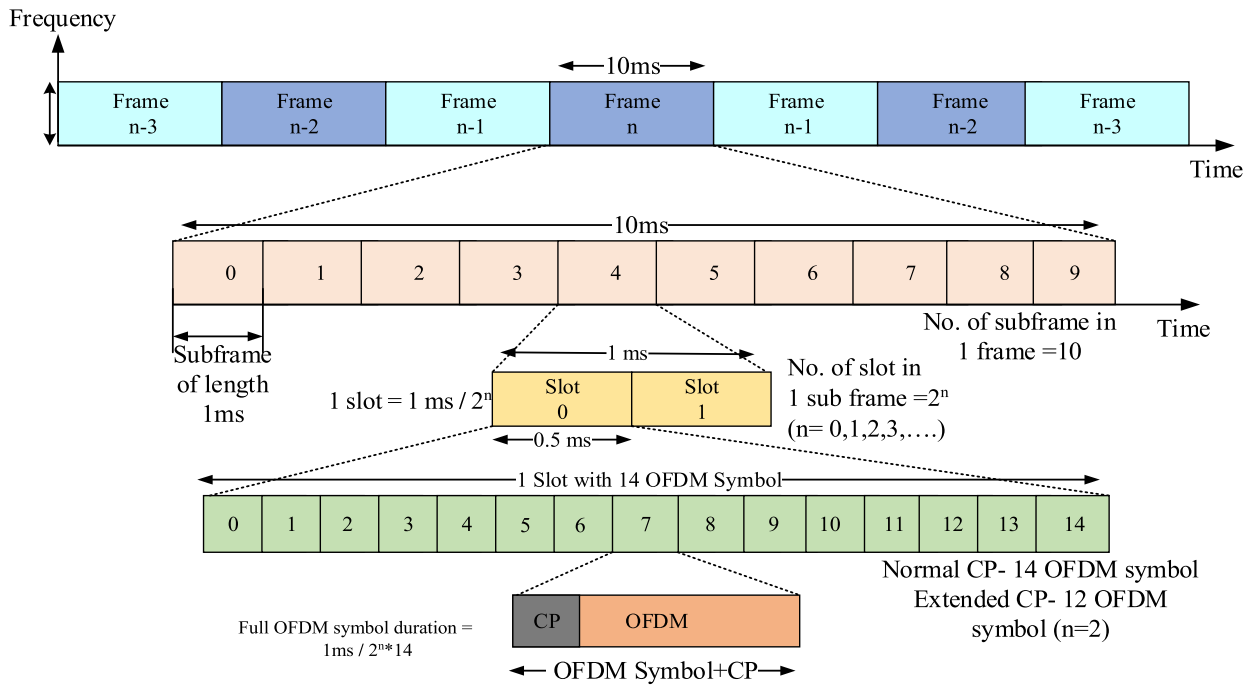 Frequency
10ms
Frame
n-3
Frame
n-2
Frame
n-1
Frame
n
Frame
n-1
Frame
n-2
Frame
n-3
Time
10ms
0 1 2 3 4 5 6 7 8 9
Subframe
of length
1ms
No. of subframe in
1 frame =10
Time
1 ms
1 slot = 1 ms / 2ⁿ
Slot
0
Slot
1
No. of slot in
1 sub frame =2ⁿ
(n= 0,1,2,3,….)
0.5 ms
1 Slot with 14 OFDM Symbol
0 1 2 3 4 5 6 7 8 9 10 11 12 13 14
Normal CP- 14 OFDM symbol
Extended CP- 12 OFDM
symbol (n=2)
CP OFDM
Full OFDM symbol duration =
1ms / 2ⁿ*14
OFDM Symbol+CP